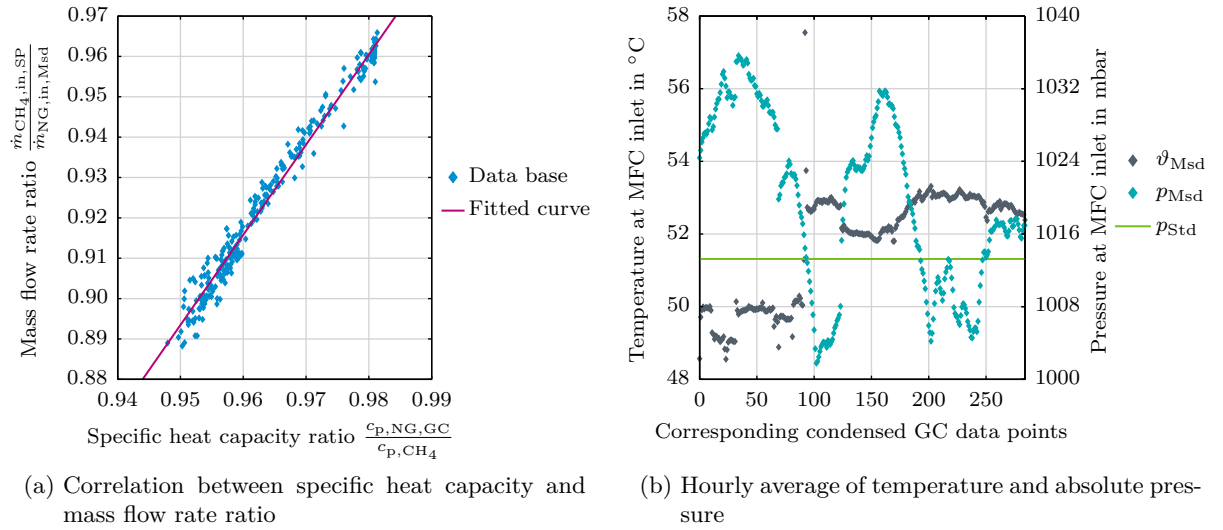 0.97
0.96
0.95
0.94
0.93
0.92
0.91
0.90
0.89
0.88
0.94 0.95 0.96 0.97 0.98 0.99
Mass flow rate ratio ṁCH4,in,SP / ṁNG,in,Msd
Specific heat capacity ratio cp,NG,GC / cp,CH4
Data base
Fitted curve
(a) Correlation between specific heat capacity and
mass flow rate ratio
58
56
54
52
50
48
0 50 100 150 200 250
1040
1032
1024
1016
1008
1000
Temperature at MFC inlet in °C
Pressure at MFC inlet in mbar
Corresponding condensed GC data points
ϑMsd
pMsd
pStd
(b) Hourly average of temperature and absolute pres-
sure